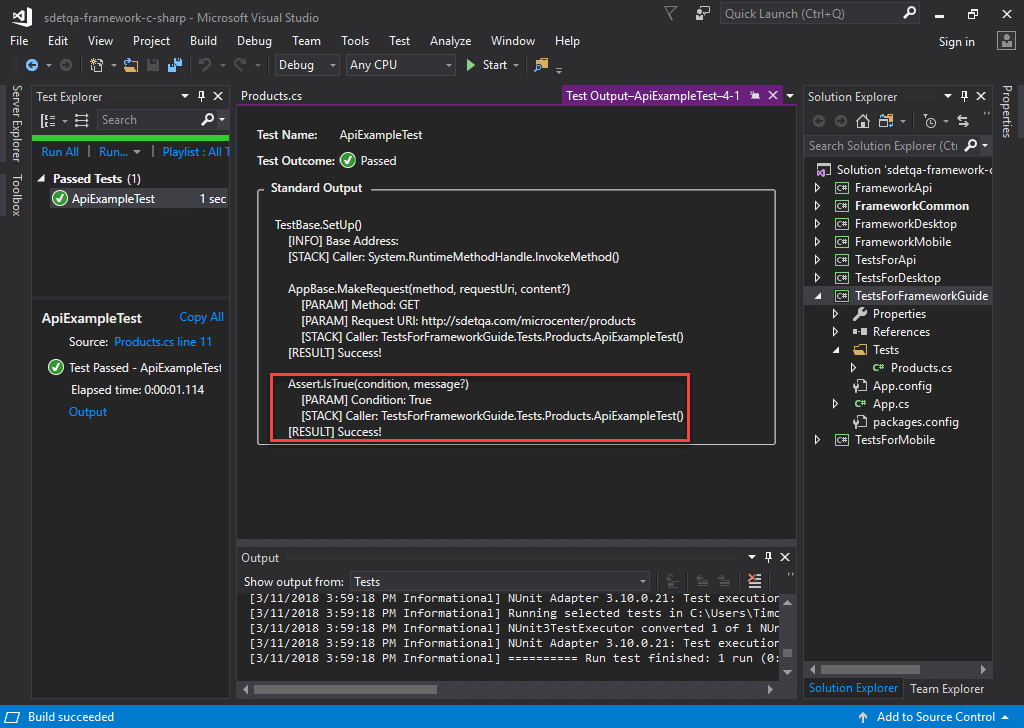 sdetqa-framework-c-sharp - Microsoft Visual Studio
Quick Launch (Ctrl+Q)
File Edit View Project Build Debug Team Tools Test Analyze Window Help
Sign in
Debug Any CPU Start
Server Explorer
Toolbox
Test Explorer
Search
Run All | Run... | Playlist : All T
Passed Tests (1)
ApiExampleTest 1 sec
ApiExampleTest Copy All
Source: Products.cs line 11
Test Passed - ApiExampleTest
Elapsed time: 0:00:01.114
Output
Products.cs
Test Output–ApiExampleTest–4-1
Test Name: ApiExampleTest
Test Outcome: Passed
Standard Output
TestBase.SetUp()
[INFO] Base Address:
[STACK] Caller: System.RuntimeMethodHandle.InvokeMethod()
AppBase.MakeRequest(method, requestUri, content?)
[PARAM] Method: GET
[PARAM] Request URI: http://sdetqa.com/microcenter/products
[STACK] Caller: TestsForFrameworkGuide.Tests.Products.ApiExampleTest()
[RESULT] Success!
Assert.IsTrue(condition, message?)
[PARAM] Condition: True
[STACK] Caller: TestsForFrameworkGuide.Tests.Products.ApiExampleTest()
[RESULT] Success!
Output
Show output from: Tests
[3/11/2018 3:59:18 PM Informational] NUnit Adapter 3.10.0.21: Test execution
[3/11/2018 3:59:18 PM Informational] Running selected tests in C:\Users\Timo
[3/11/2018 3:59:18 PM Informational] NUnit3TestExecutor converted 1 of 1 NUn
[3/11/2018 3:59:18 PM Informational] NUnit Adapter 3.10.0.21: Test execution
[3/11/2018 3:59:18 PM Informational] ========== Run test finished: 1 run (0:
Solution Explorer
Search Solution Explorer (Ctr
Solution 'sdetqa-framework-c
C# FrameworkApi
C# FrameworkCommon
C# FrameworkDesktop
C# FrameworkMobile
C# TestsForApi
C# TestsForDesktop
C# TestsForFrameworkGuide
Properties
References
Tests
C# Products.cs
App.config
C# App.cs
packages.config
C# TestsForMobile
Solution Explorer Team Explorer
Properties
Build succeeded
Add to Source Control